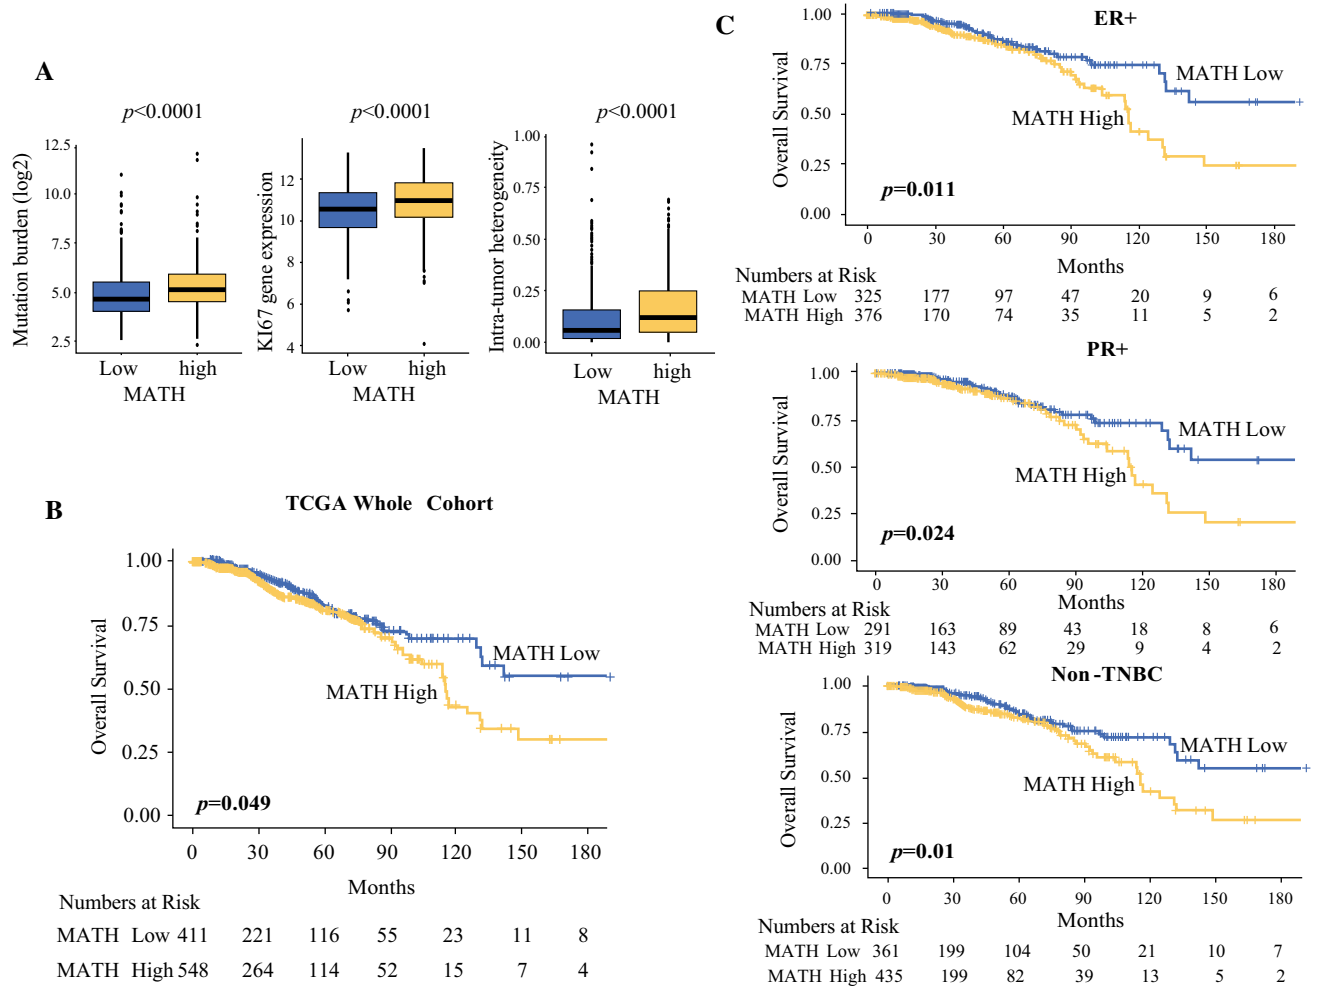 A
p<0.0001
p<0.0001
p<0.0001
Mutation burden (log2)
12.5
10.0
7.5
5.0
2.5
Low high
MATH
KI67 gene expression
12
10
8
6
4
Low high
MATH
Intra-tumor heterogeneity
1.00
0.75
0.50
0.25
0.00
Low high
MATH
B
TCGA Whole Cohort
Overall Survival
1.00
0.75
0.50
0.25
0.00
MATH Low
MATH High
p=0.049
0 30 60 90 120 150 180
Months
Numbers at Risk
MATH Low 411 221 116 55 23 11 8
MATH High 548 264 114 52 15 7 4
C
ER+
Overall Survival
1.00
0.75
0.50
0.25
0.00
MATH Low
MATH High
p=0.011
0 30 60 90 120 150 180
Months
Numbers at Risk
MATH Low 325 177 97 47 20 9 6
MATH High 376 170 74 35 11 5 2
PR+
Overall Survival
1.00
0.75
0.50
0.25
0.00
MATH Low
MATH High
p=0.024
0 30 60 90 120 150 180
Months
Numbers at Risk
MATH Low 291 163 89 43 18 8 6
MATH High 319 143 62 29 9 4 2
Non-TNBC
Overall Survival
1.00
0.75
0.50
0.25
0.00
MATH Low
MATH High
p=0.01
0 30 60 90 120 150 180
Months
Numbers at Risk
MATH Low 361 199 104 50 21 10 7
MATH High 435 199 82 39 13 5 2